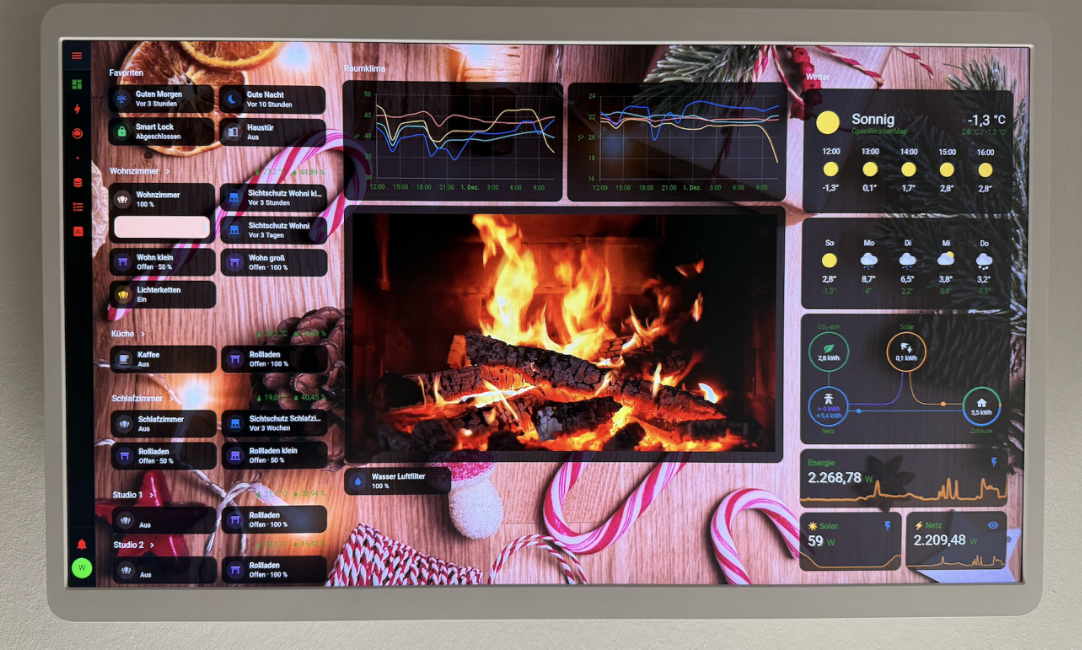 Favoriten
Guten Morgen
Vor 3 Stunden
Gute Nacht
Vor 10 Stunden
Smart Lock
Abgeschlossen
Haustür
Aus
Wohnzimmer >
44,89 %
Wohnzimmer
100 %
Sichtschutz Wohni kl...
Vor 3 Stunden
Sichtschutz Wohni
Vor 3 Tagen
Wohn klein
Offen · 50 %
Wohn groß
Offen · 100 %
Lichterketten
Ein
Küche >
Kaffee
Aus
Rollladen
Offen · 100 %
Schlafzimmer >
40,45
Schlafzimmer
Aus
Sichtschutz Schlafzi...
Vor 3 Wochen
Rollladen
Offen · 50 %
Rollladen klein
Offen · 50 %
Studio 1 >
Aus
Rollladen
Offen · 100 %
Studio 2 >
Aus
Rollladen
Offen · 100 %
W
Raumklima
50
40
12:00 15:00 18:00 21:00 1. Dez. 3:00 6:00 9:00
24
22
20
18
16
12:00 15:00 18:00 21:00 1. Dez. 3:00 6:00 9:00
Wasser Luftfilter
100 %
Wetter
Sonnig
OpenWeatherMap
-1,3 °C
2,8 °C / -1,3 °C
12:00 13:00 14:00 15:00 16:00
-1,3° 0,1° 1,7° 2,8° 2,8°
So Mo Di Mi Do
2,8° 8,7° 6,5° 3,8° 3,2°
-1,3° 4° 2,2° 0,4°
CO₂-arm
Solar
2,8 kWh
0,1 kWh
← 0 kWh
→ 5,4 kWh
5,5 kWh
Netz
Zuhause
Energie
2.268,78 W
Solar
59 W
Netz
2.209,48 W